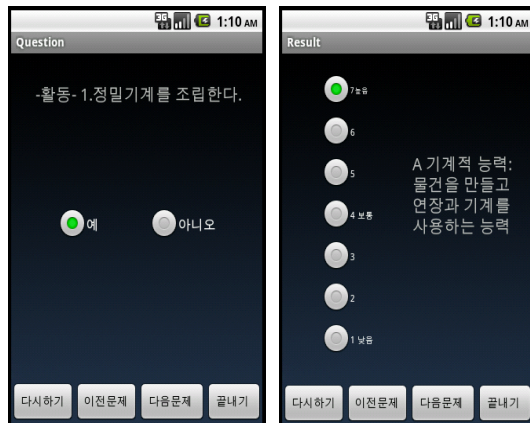 3G 1:10 AM
Question
-활동- 1.정밀기계를 조립한다.
예 아니오
다시하기 이전문제 다음문제 끝내기
3G 1:10 AM
Result
7높음
6
5
4 보통
3
2
1 낮음
A 기계적 능력:
물건을 만들고
연장과 기계를
사용하는 능력
다시하기 이전문제 다음문제 끝내기